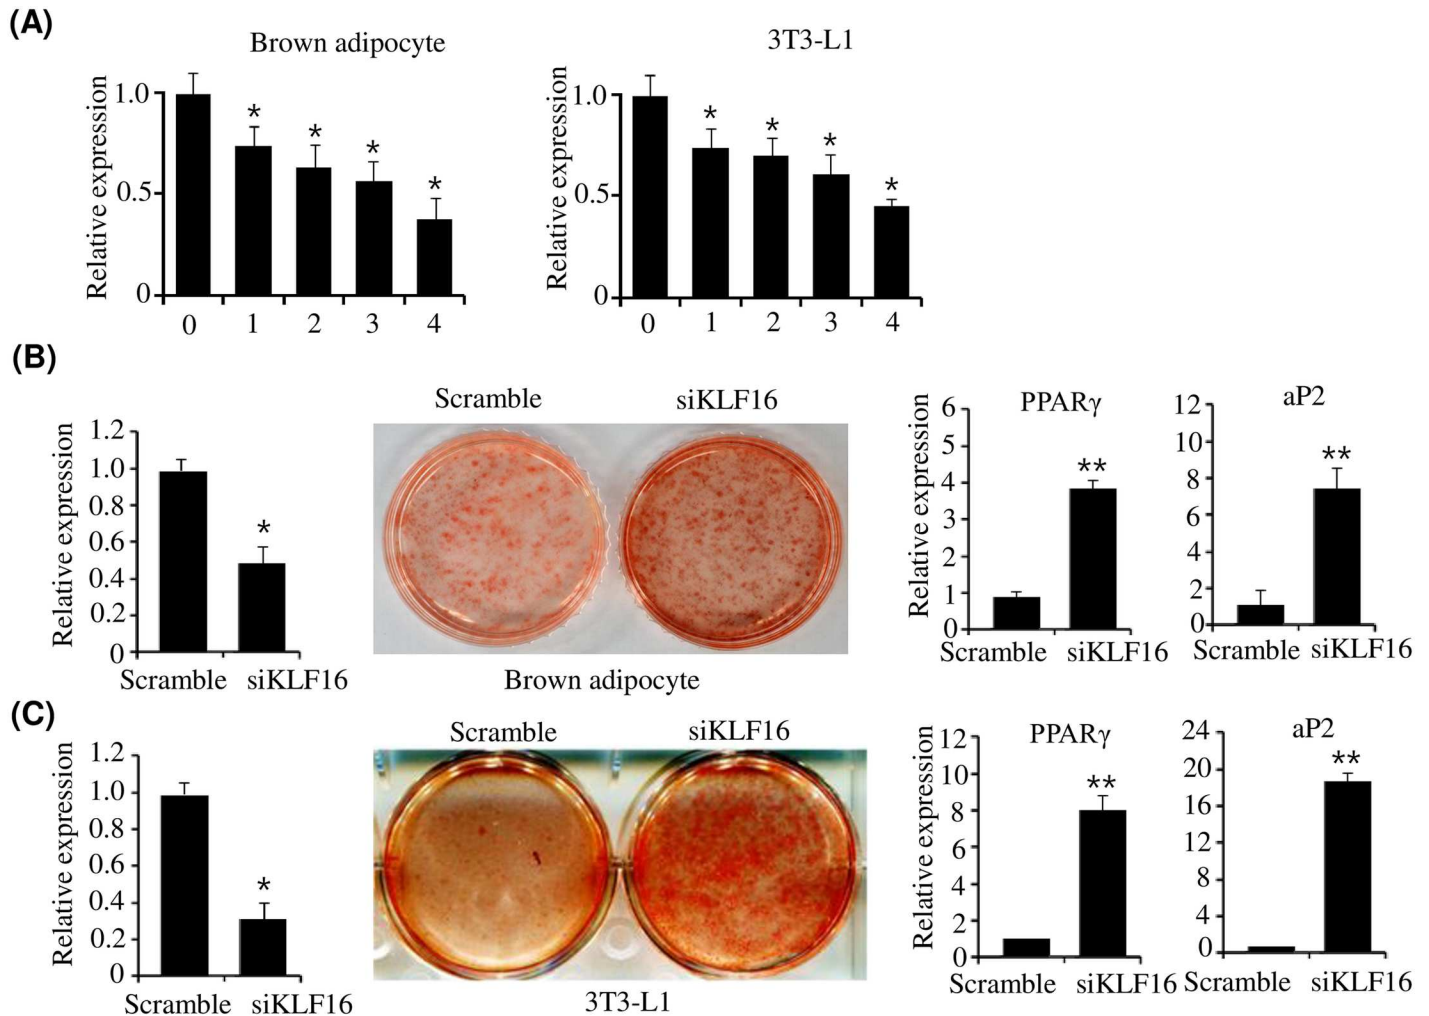 (A)
Brown adipocyte
3T3-L1
Relative expression
1.0
0.5
0
* * * *
0 1 2 3 4
Relative expression
1.0
0.5
0
* * * *
0 1 2 3 4
(B)
Relative expression
1.2
1.0
0.8
0.6
0.4
0.2
0
*
Scramble siKLF16
Scramble siKLF16
Brown adipocyte
PPARγ
Relative expression
6
5
4
3
2
1
0
**
Scramble siKLF16
aP2
12
10
8
6
4
2
0
**
Scramble siKLF16
(C)
Relative expression
1.2
1.0
0.8
0.6
0.4
0.2
0
*
Scramble siKLF16
Scramble siKLF16
3T3-L1
PPARγ
Relative expression
12
10
8
6
4
2
0
**
Scramble siKLF16
aP2
24
20
16
12
8
4
0
**
Scramble siKLF16